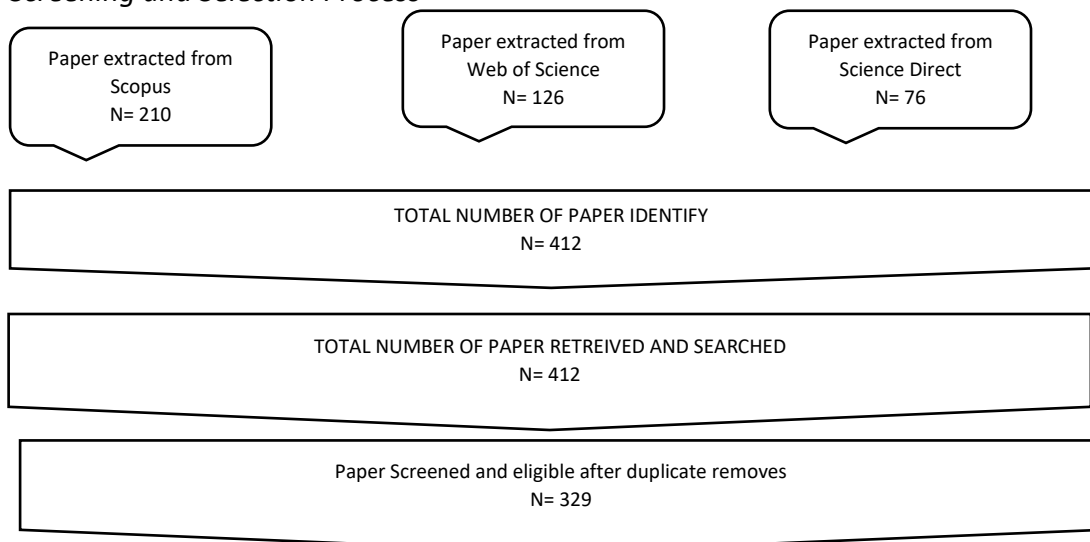 Screening and Selection Process
Paper extracted from
Scopus
N= 210
Paper extracted from
Web of Science
N= 126
Paper extracted from
Science Direct
N= 76
TOTAL NUMBER OF PAPER IDENTIFY
N= 412
TOTAL NUMBER OF PAPER RETREIVED AND SEARCHED
N= 412
Paper Screened and eligible after duplicate removes
N= 329